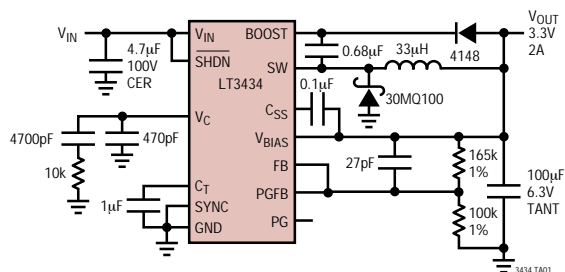 V_IN
4.7µF
100V
CER
4700pF
470pF
10k
1µF
V_IN
SHDN
LT3434
V_C
C_T
SYNC
GND
BOOST
SW
C_SS
V_BIAS
FB
PGFB
PG
0.68µF
33µH
4148
0.1µF
30MQ100
27pF
165k
1%
100k
1%
100µF
6.3V
TANT
V_OUT
3.3V
2A
3434 TA01